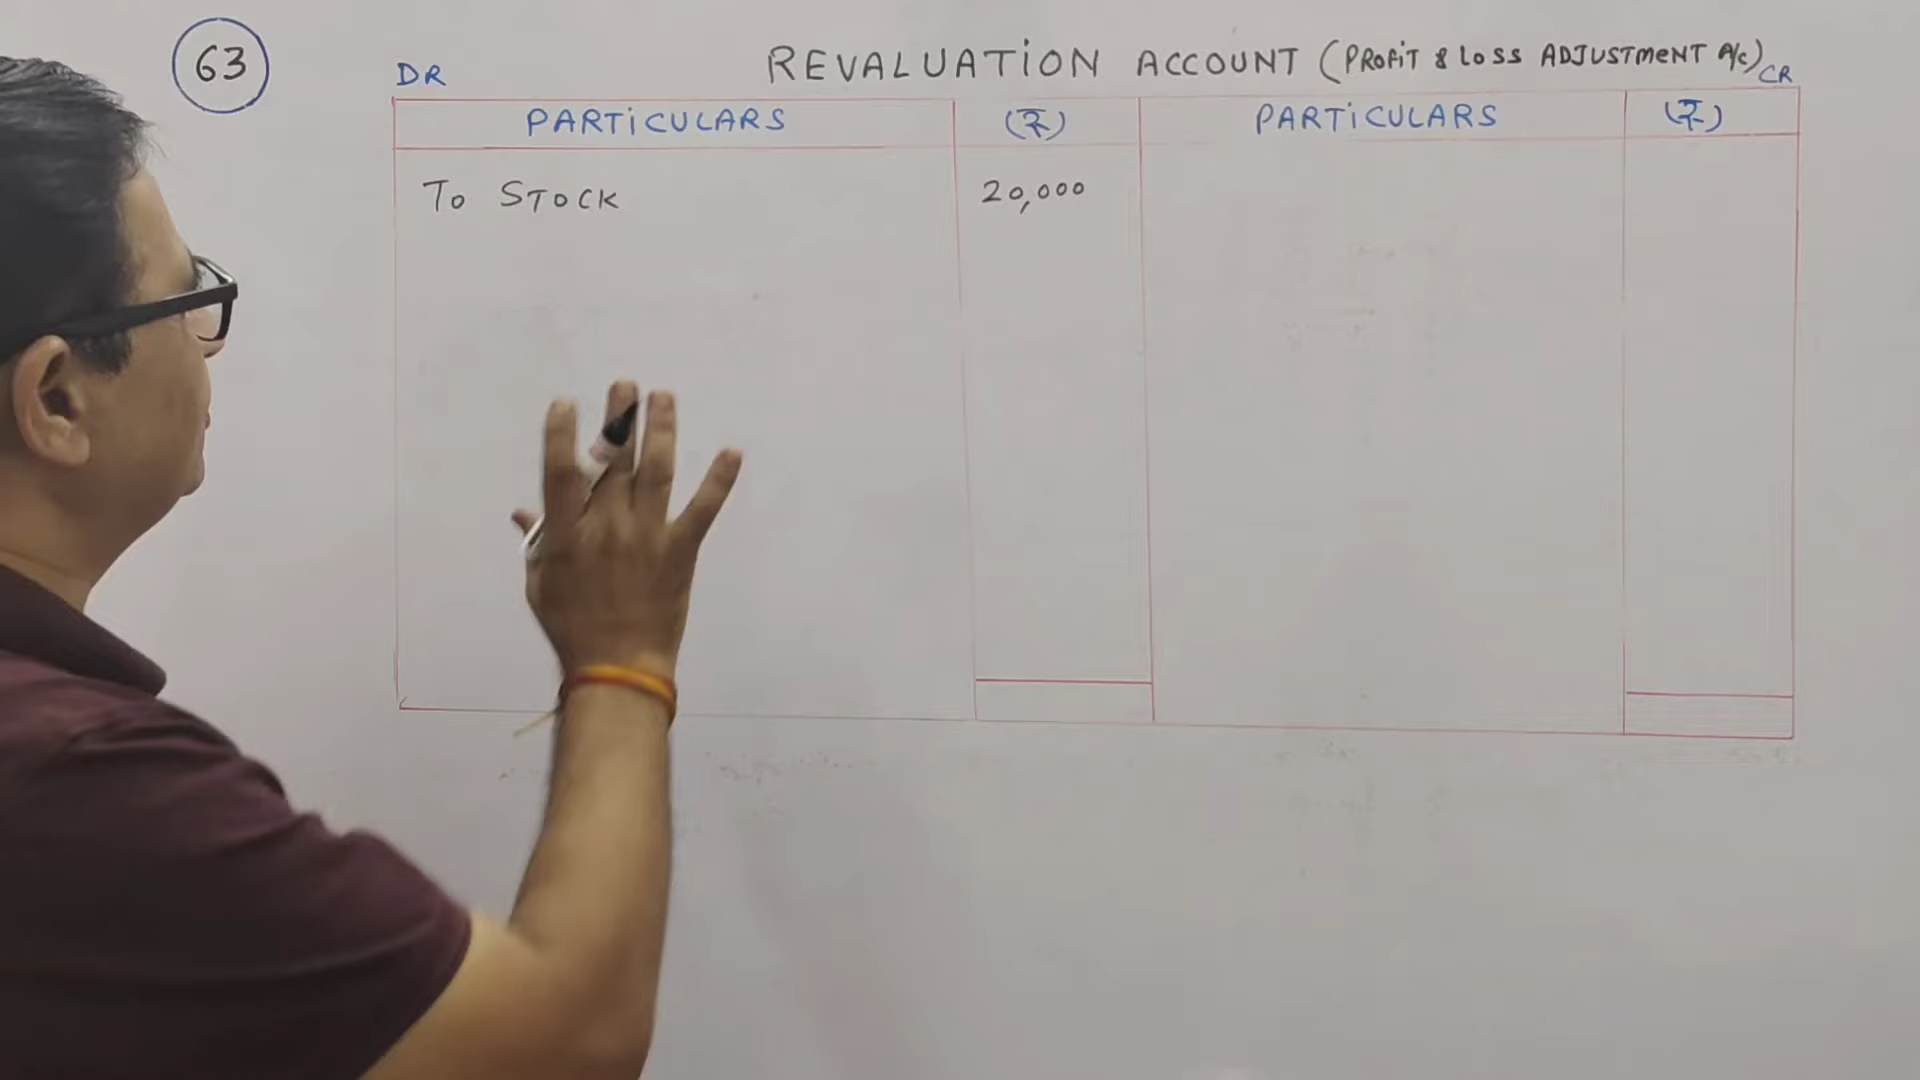 63
REVALUATION ACCOUNT (PROFIT & LOSS ADJUSTMENT A/C)
DR CR
PARTICULARS (₹) PARTICULARS (₹)
TO STOCK 20,000